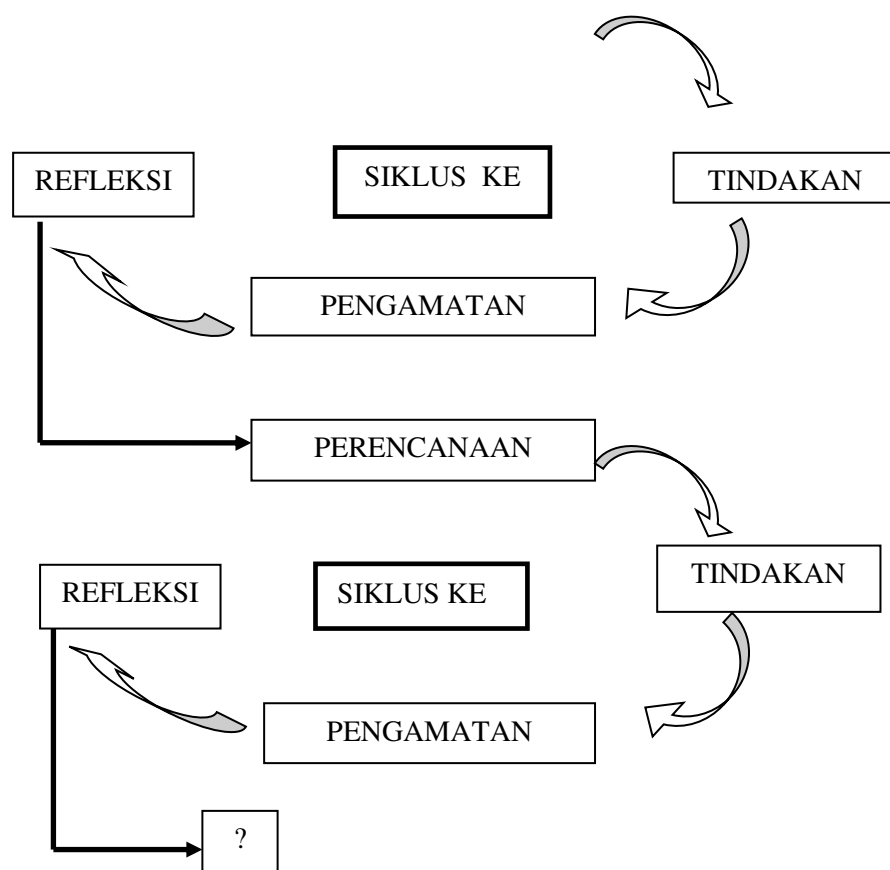 REFLEKSI
SIKLUS KE
TINDAKAN
PENGAMATAN
PERENCANAAN
REFLEKSI
SIKLUS KE
TINDAKAN
PENGAMATAN
?